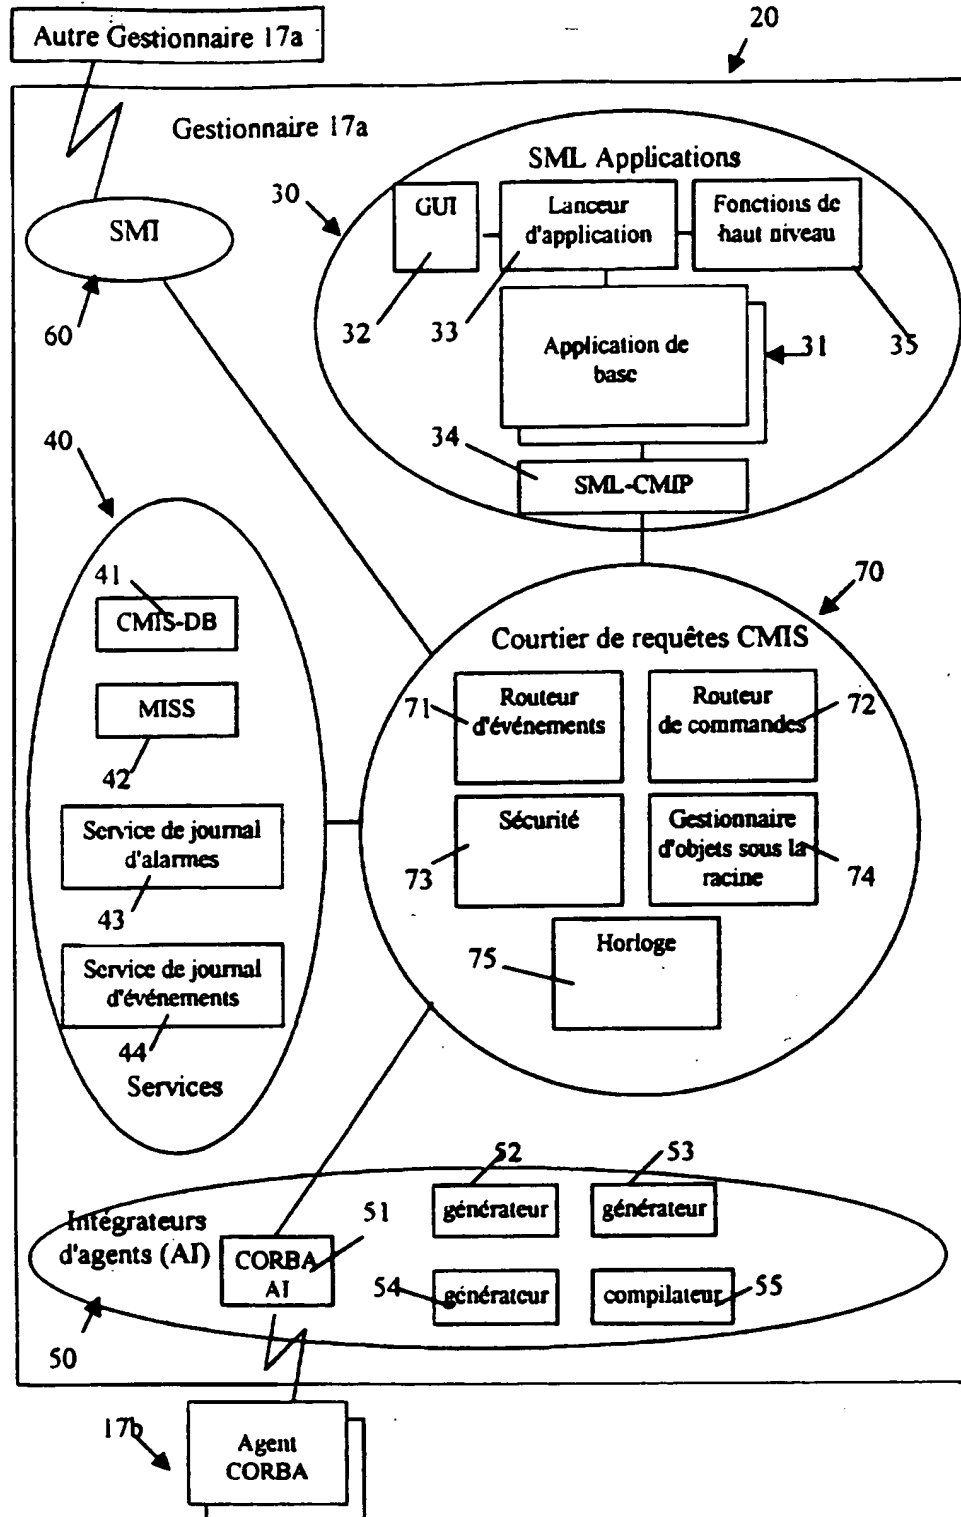 20
Autre Gestionnaire 17a
Gestionnaire 17a
SML Applications
30
GUI
Lanceur
d'application
Fonctions de
haut niveau
SMI
60
32
33
31
35
Application de
base
34
SML-CMIP
40
41
CMIS-DB
MISS
42
Service de journal
d'alarmes
43
Service de journal
d'événements
44
Services
70
Courtier de requêtes CMIS
Routeur
d'événements
71
Routeur
de commandes
72
Sécurité
73
Gestionnaire
d'objets sous la
racine
74
Horloge
75
52
53
Intégrateurs
d'agents (AI)
51
générateur
générateur
CORBA
AI
54
générateur
compilateur
55
50
17b
Agent
CORBA